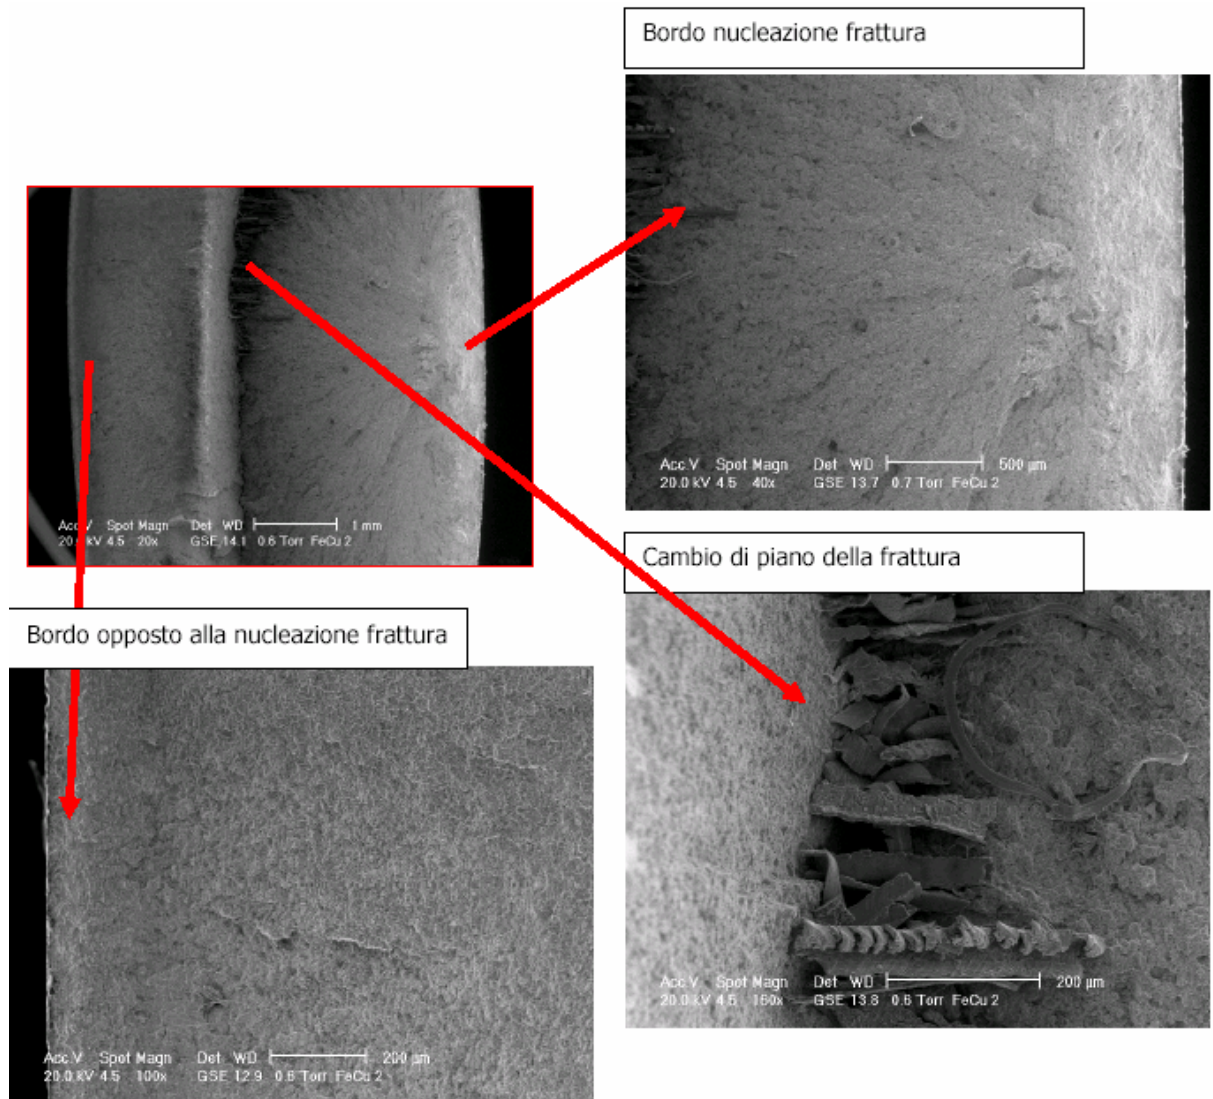 Bordo nucleazione frattura
Acc.V Spot Magn Det WD 500 µm
20.0 kV 4.5 40x GSE 13.7 0.7 Torr FeCu 2
Acc.V Spot Magn Det WD 1 mm
20.0 kV 4.5 20x GSE 14.1 0.6 Torr FeCu 2
Cambio di piano della frattura
Acc.V Spot Magn Det WD 200 µm
20.0 kV 4.5 160x GSE 13.8 0.6 Torr FeCu 2
Bordo opposto alla nucleazione frattura
Acc.V Spot Magn Det WD 200 µm
20.0 kV 4.5 100x GSE 12.9 0.6 Torr FeCu 2